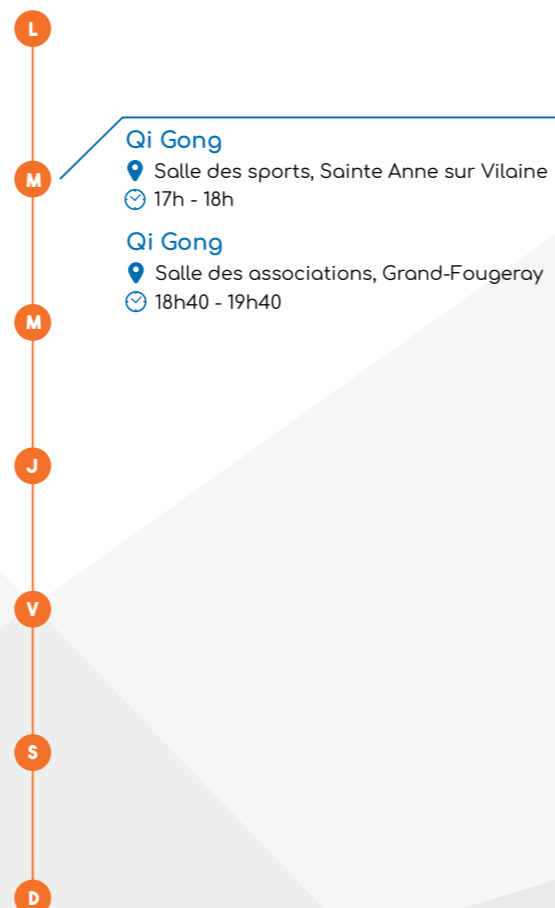 L
M
Qi Gong
Salle des sports, Sainte Anne sur Vilaine
17h - 18h
Qi Gong
Salle des associations, Grand-Fougeray
18h40 - 19h40
M
J
V
S
D